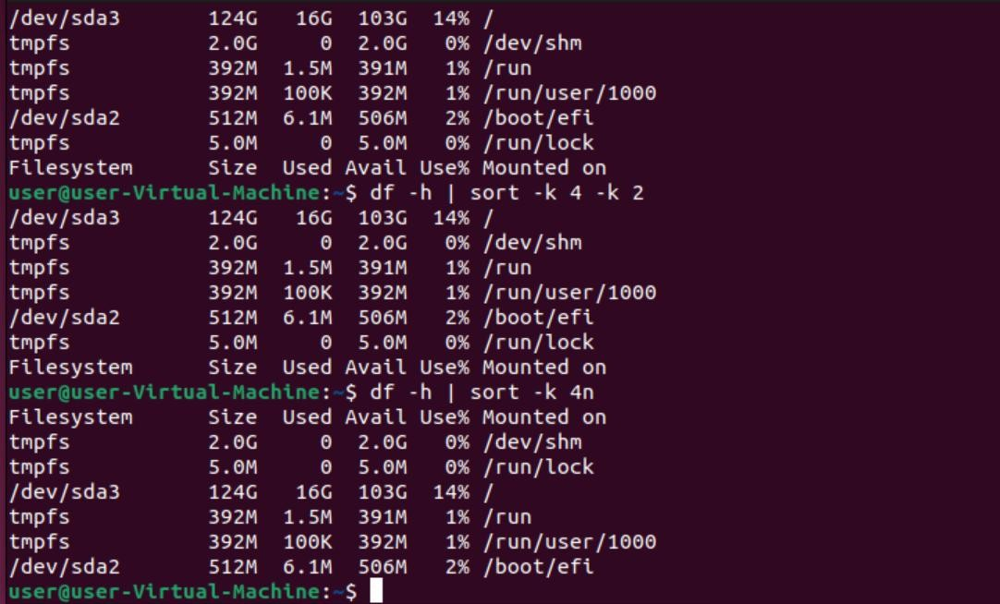 /dev/sda3       124G   16G  103G  14% /
tmpfs           2.0G     0  2.0G   0% /dev/shm
tmpfs           392M  1.5M  391M   1% /run
tmpfs           392M  100K  392M   1% /run/user/1000
/dev/sda2       512M  6.1M  506M   2% /boot/efi
tmpfs           5.0M     0  5.0M   0% /run/lock
Filesystem      Size  Used Avail Use% Mounted on
user@user-Virtual-Machine:~$ df -h | sort -k 4 -k 2
/dev/sda3       124G   16G  103G  14% /
tmpfs           2.0G     0  2.0G   0% /dev/shm
tmpfs           392M  1.5M  391M   1% /run
tmpfs           392M  100K  392M   1% /run/user/1000
/dev/sda2       512M  6.1M  506M   2% /boot/efi
tmpfs           5.0M     0  5.0M   0% /run/lock
Filesystem      Size  Used Avail Use% Mounted on
user@user-Virtual-Machine:~$ df -h | sort -k 4n
Filesystem      Size  Used Avail Use% Mounted on
tmpfs           2.0G     0  2.0G   0% /dev/shm
tmpfs           5.0M     0  5.0M   0% /run/lock
/dev/sda3       124G   16G  103G  14% /
tmpfs           392M  1.5M  391M   1% /run
tmpfs           392M  100K  392M   1% /run/user/1000
/dev/sda2       512M  6.1M  506M   2% /boot/efi
user@user-Virtual-Machine:~$